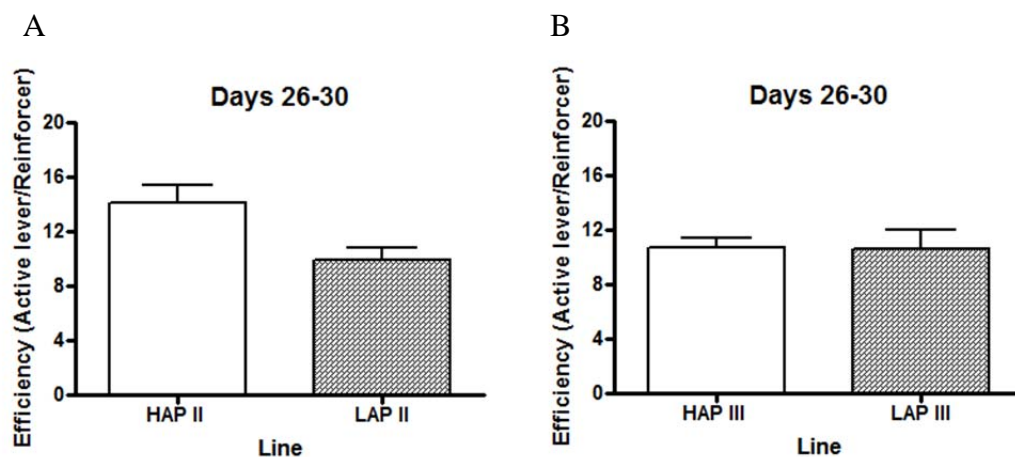 A
Days 26-30
Efficiency (Active lever/Reinforcer)
20
16
12
8
4
0
HAP II
LAP II
Line
B
Days 26-30
Efficiency (Active lever/Reinforcer)
20
16
12
8
4
0
HAP III
LAP III
Line